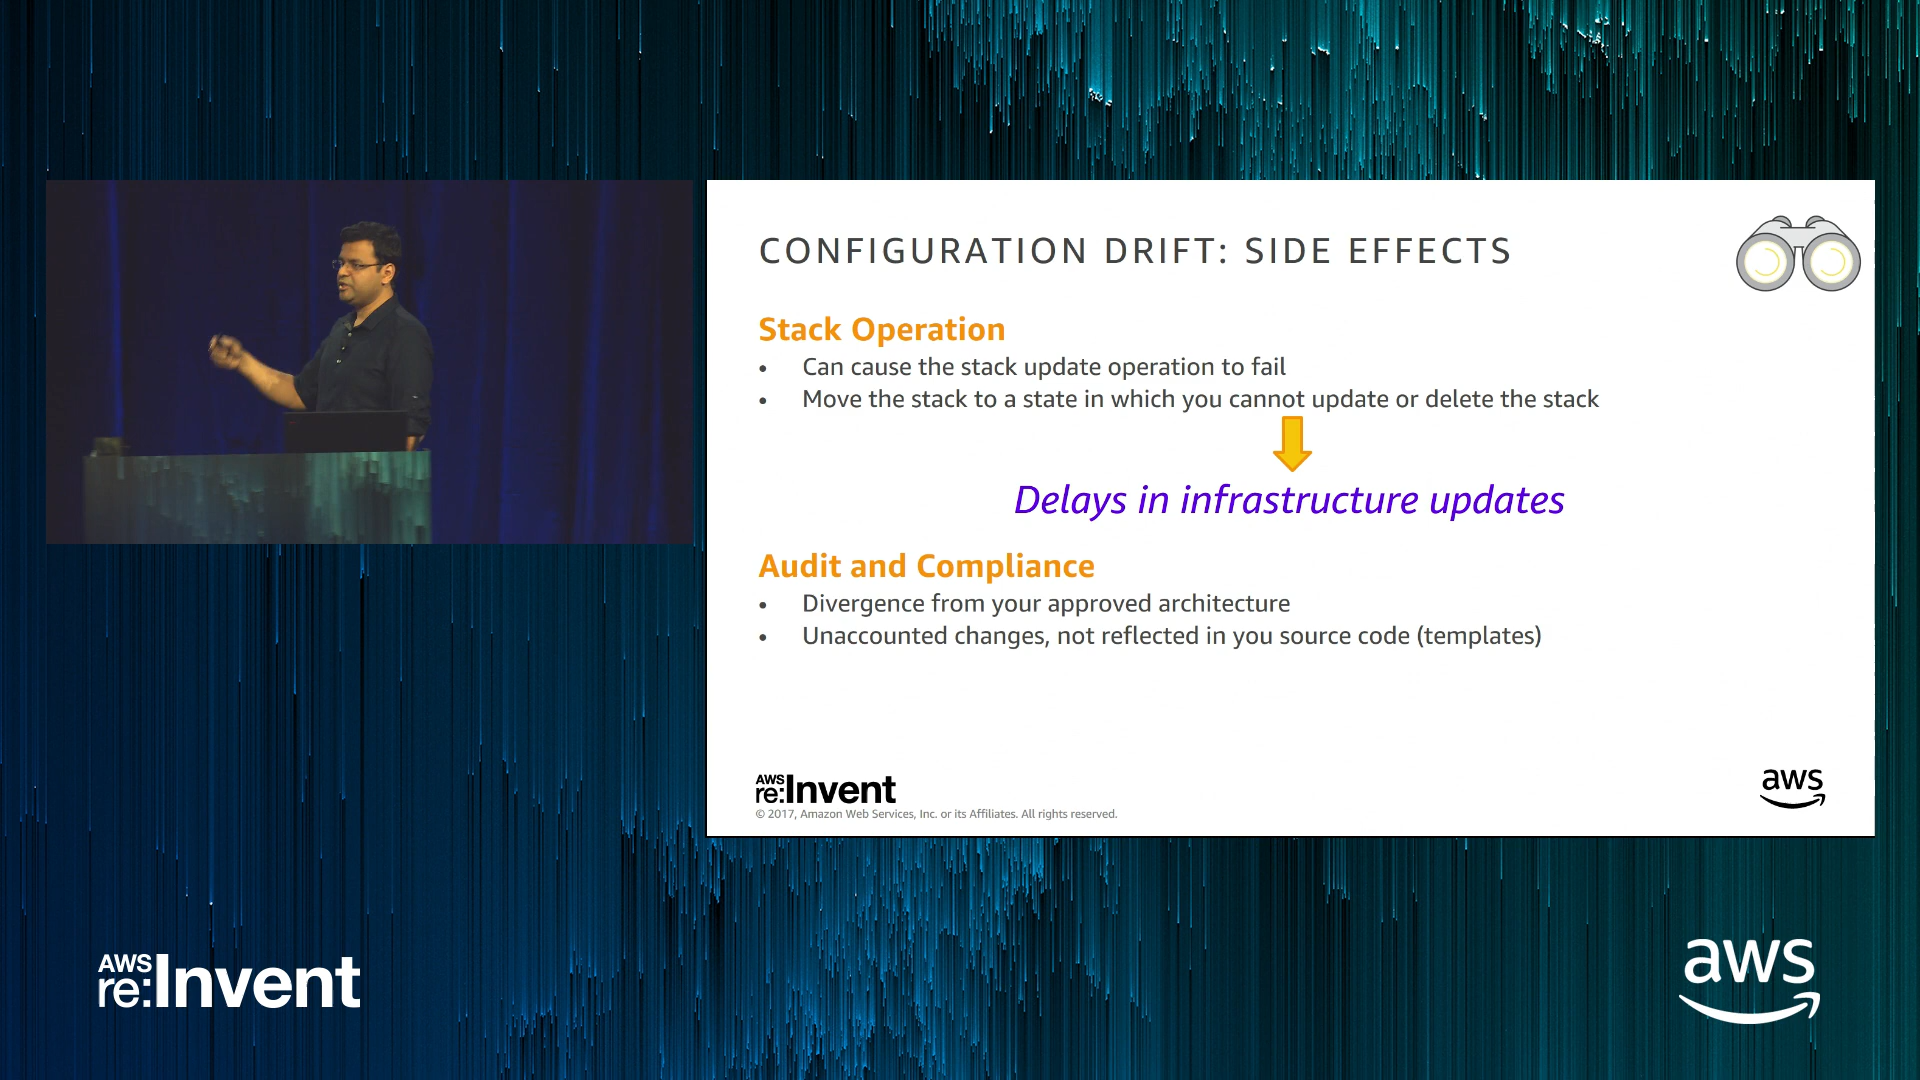 CONFIGURATION DRIFT: SIDE EFFECTS
Stack Operation
• Can cause the stack update operation to fail
• Move the stack to a state in which you cannot update or delete the stack
Delays in infrastructure updates
Audit and Compliance
• Divergence from your approved architecture
• Unaccounted changes, not reflected in you source code (templates)
AWS
re:Invent
© 2017, Amazon Web Services, Inc. or its Affiliates. All rights reserved.
aws
AWS
re:Invent
aws